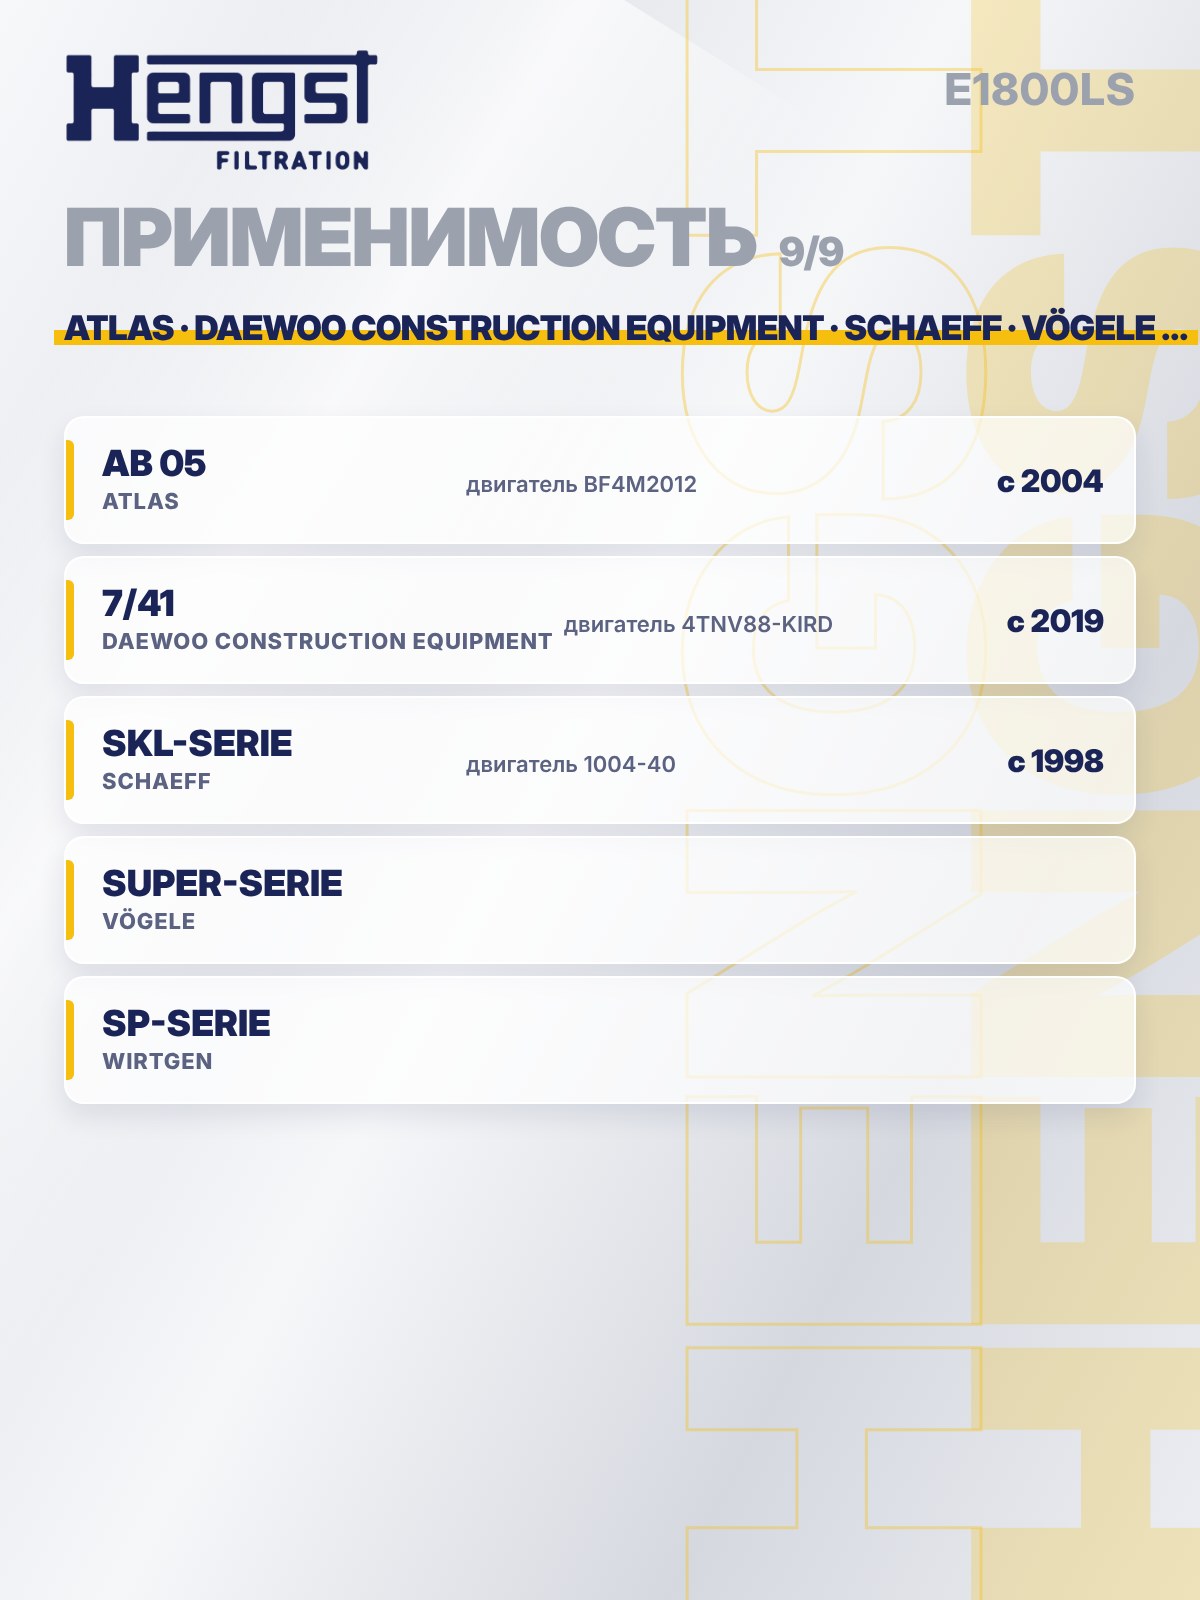 Hengst
FILTRATION
E1800LS
ПРИМЕНИМОСТЬ 9/9
ATLAS · DAEWOO CONSTRUCTION EQUIPMENT · SCHAEFF · VÖGELE ...
AB 05
ATLAS
двигатель BF4M2012
с 2004
7/41
DAEWOO CONSTRUCTION EQUIPMENT
двигатель 4TNV88-KIRD
с 2019
SKL-SERIE
SCHAEFF
двигатель 1004-40
с 1998
SUPER-SERIE
VÖGELE
SP-SERIE
WIRTGEN
HENGST
HENGST